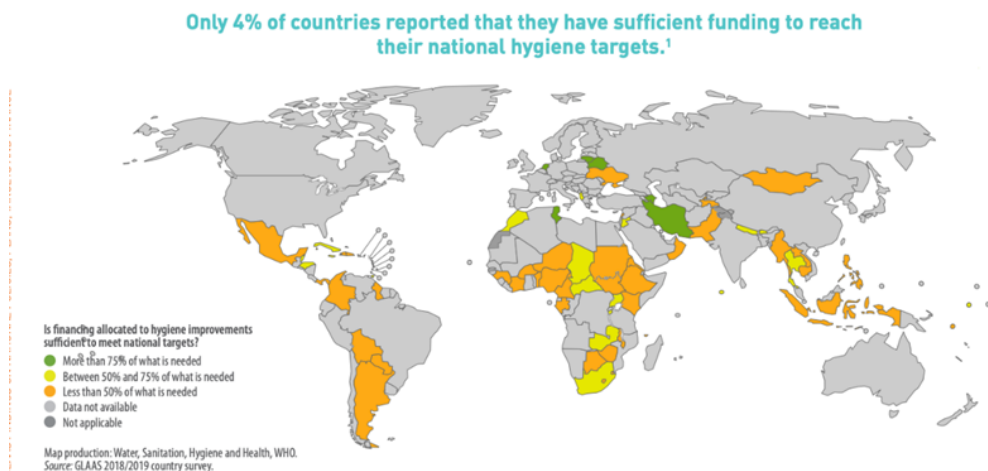 Only 4% of countries reported that they have sufficient funding to reach
their national hygiene targets.¹
Is financing allocated to hygiene improvements
sufficient to meet national targets?
More than 75% of what is needed
Between 50% and 75% of what is needed
Less than 50% of what is needed
Data not available
Not applicable
Map production: Water, Sanitation, Hygiene and Health, WHO.
Source: GLAAS 2018/2019 country survey.